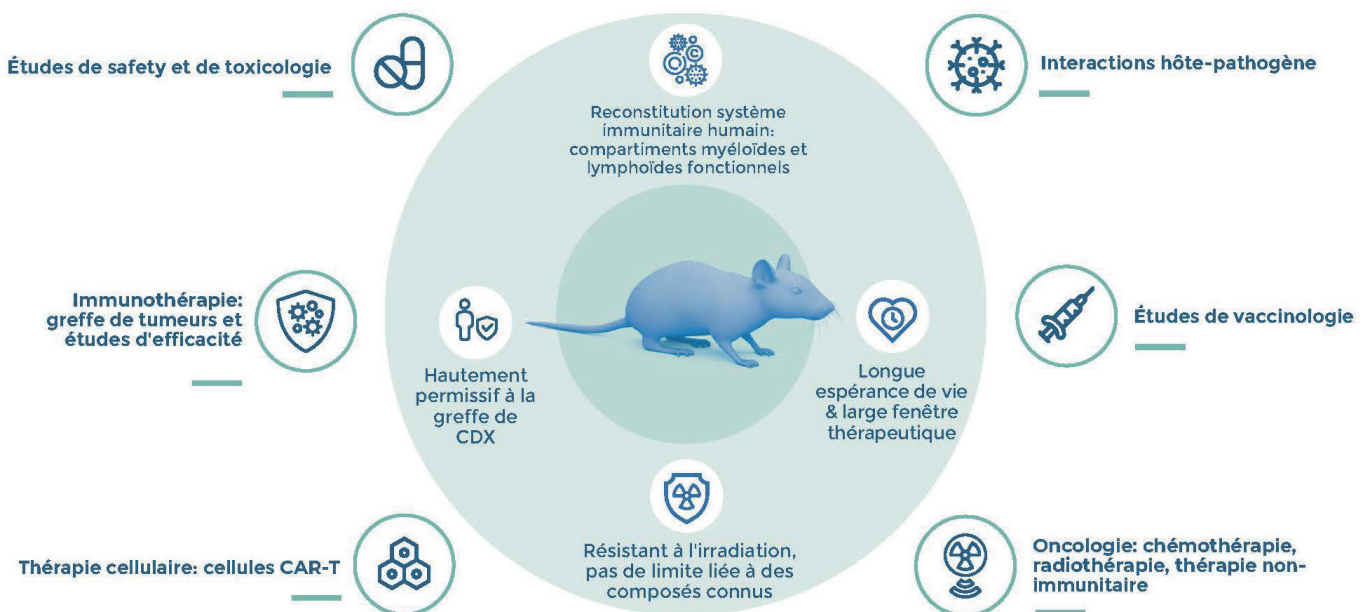 Études de safety et de toxicologie
Reconstitution système
immunitaire humain:
compartiments myéloïdes et
lymphoïdes fonctionnels
Interactions hôte-pathogène
Immunothérapie:
greffe de tumeurs et
études d'efficacité
Hautement
permissif à la
greffe de
CDX
Longue
espérance de vie
& large fenêtre
thérapeutique
Études de vaccinologie
Thérapie cellulaire: cellules CAR-T
Résistant à l'irradiation,
pas de limite liée à des
composés connus
Oncologie: chémothérapie,
radiothérapie, thérapie non-
immunitaire